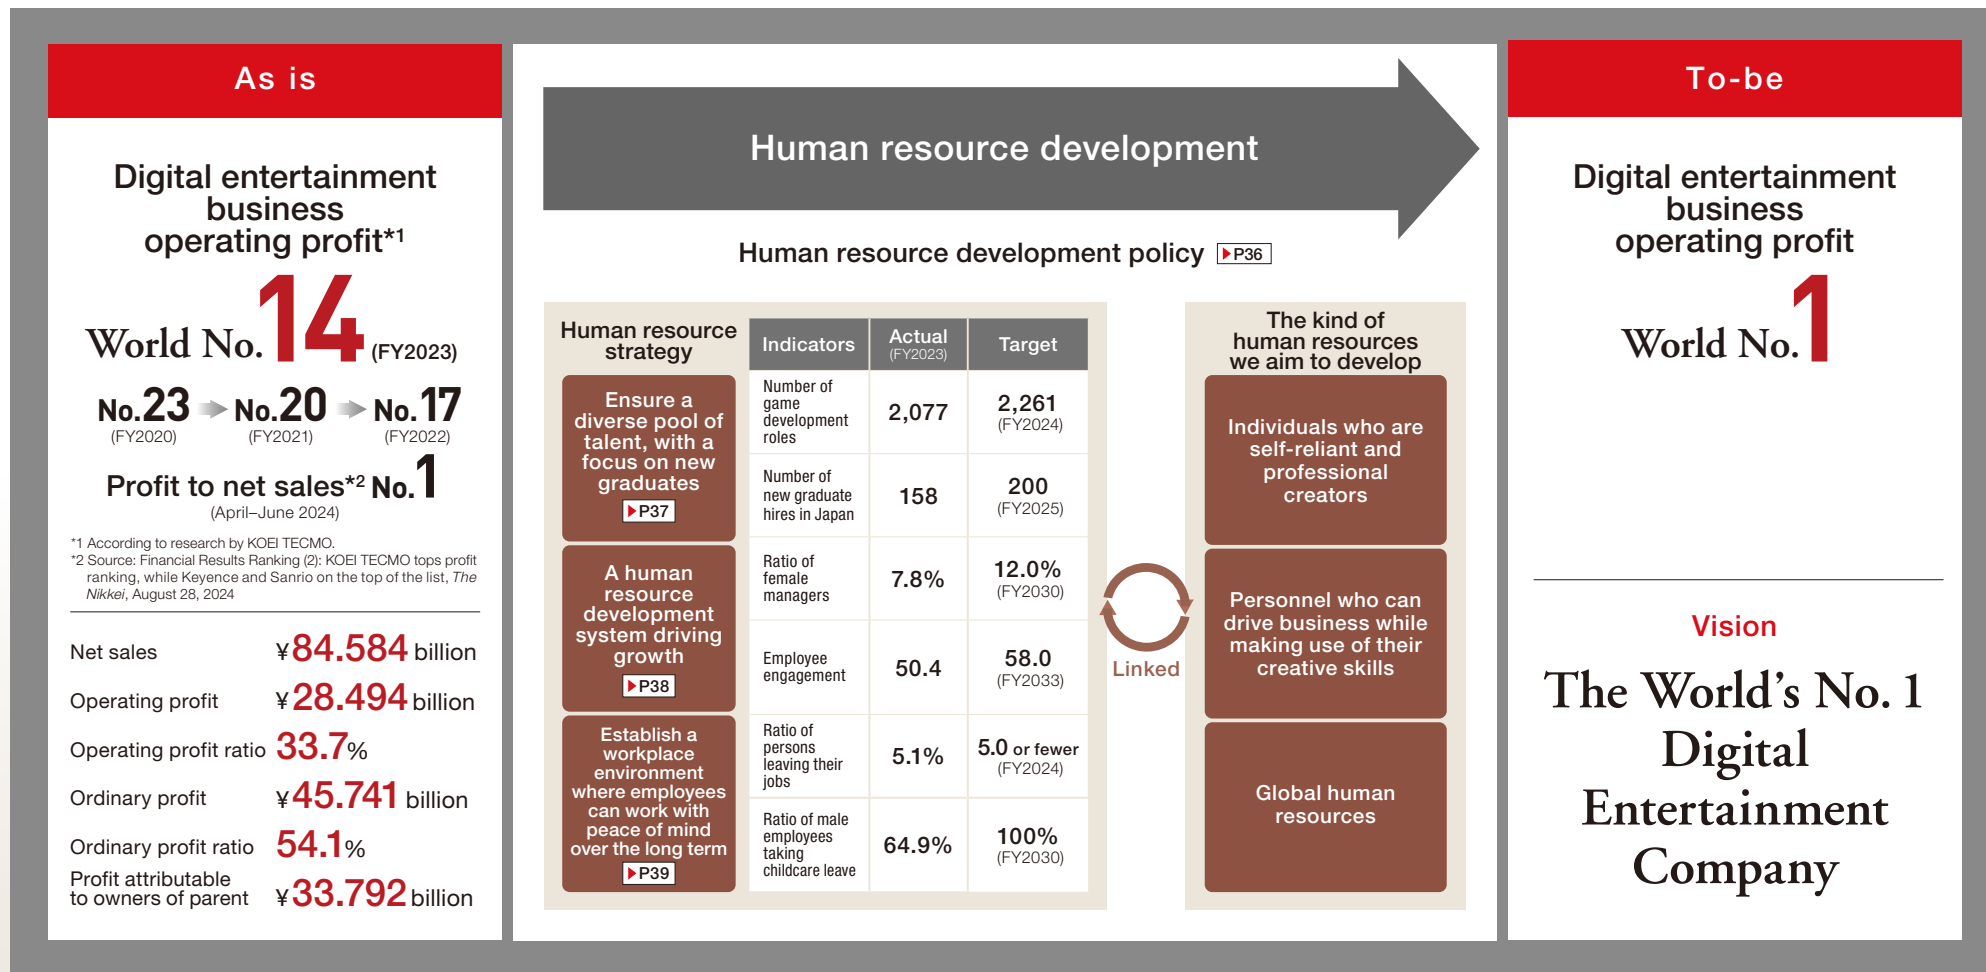 As is
Digital entertainment
business
operating profit*1
World No.14 (FY2023)
No.23 No.20 No.17
(FY2020) (FY2021) (FY2022)
Profit to net sales*2 No.1
(April–June 2024)
*1 According to research by KOEI TECMO.
*2 Source: Financial Results Ranking (2): KOEI TECMO tops profit
ranking, while Keyence and Sanrio on the top of the list, The
Nikkei, August 28, 2024
Net sales ¥84.584 billion
Operating profit ¥28.494 billion
Operating profit ratio 33.7%
Ordinary profit ¥45.741 billion
Ordinary profit ratio 54.1%
Profit attributable
to owners of parent ¥33.792 billion
Human resource development
Human resource development policy P36
Human resource
strategy
Ensure a
diverse pool of
talent, with a
focus on new
graduates
P37
A human
resource
development
system driving
growth
P38
Establish a
workplace
environment
where employees
can work with
peace of mind
over the long term
P39
Indicators Actual Target
(FY2023)
Number of
game
development
roles
2,077 2,261
(FY2024)
Number of
new graduate
hires in Japan
158 200
(FY2025)
Ratio of
female
managers
7.8% 12.0%
(FY2030)
Employee
engagement
50.4 58.0
(FY2033)
Ratio of
persons
leaving their
jobs
5.1% 5.0 or fewer
(FY2024)
Ratio of male
employees
taking
childcare leave
64.9% 100%
(FY2030)
Linked
The kind of
human resources
we aim to develop
Individuals who are
self-reliant and
professional
creators
Personnel who can
drive business while
making use of their
creative skills
Global human
resources
To-be
Digital entertainment
business
operating profit
World No.1
Vision
The World's No. 1
Digital
Entertainment
Company